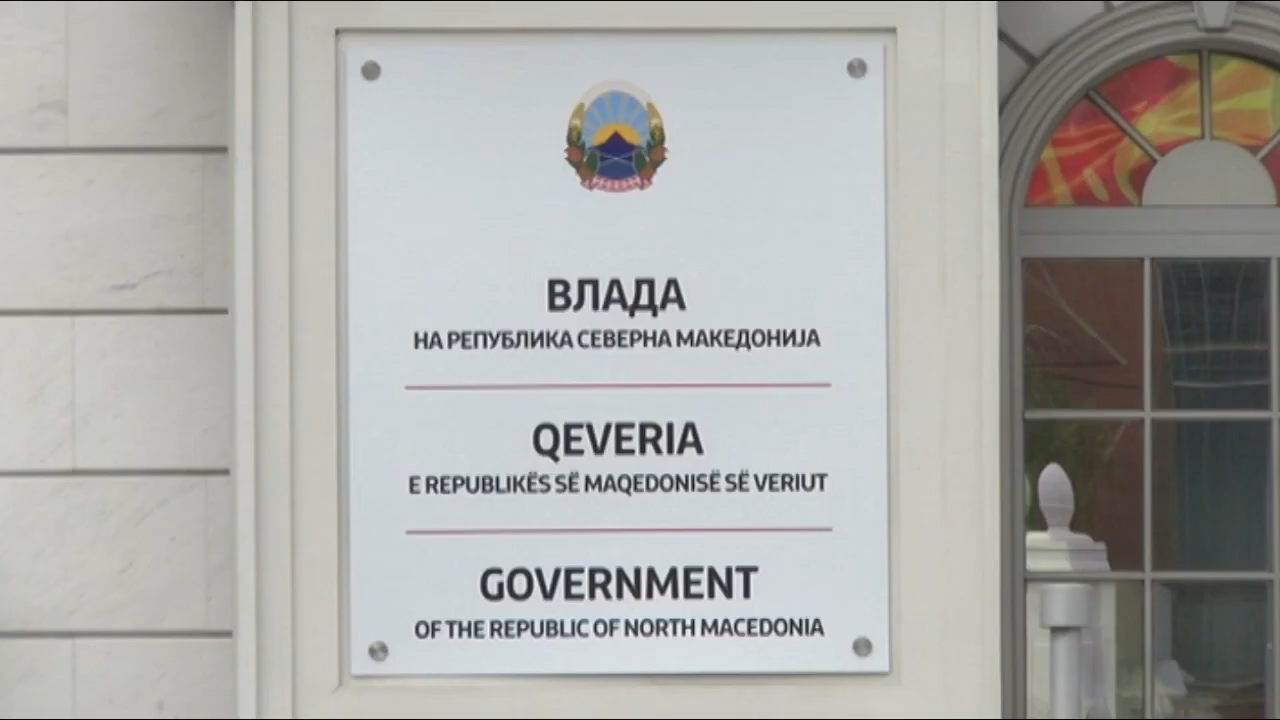 ВЛАДА
НА РЕПУБЛИКА СЕВЕРНА МАКЕДОНИЈА
QEVERIA
E REPUBLIKËS SË MAQEDONISË SË VERIUT
GOVERNMENT
OF THE REPUBLIC OF NORTH MACEDONIA